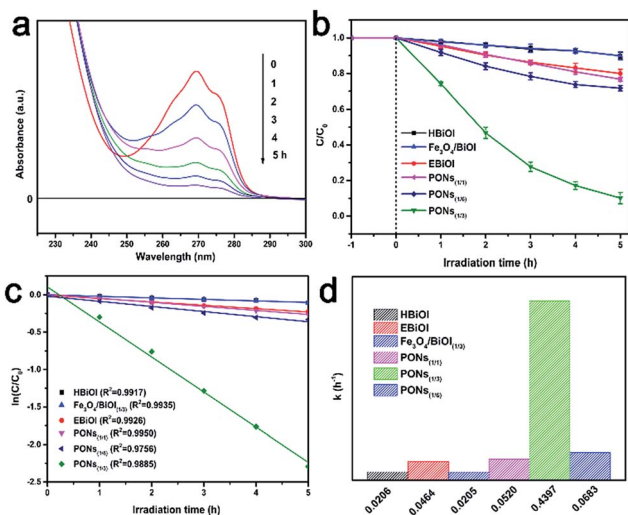 a
Absorbance (a.u.)
0
1
2
3
4
5 h
0
230 240 250 260 270 280 290 300
Wavelength (nm)
b
C/C0
1.0
0.8
0.6
0.4
0.2
0.0
HBiOI
Fe3O4/BiOI
EBiOI
PONs(1/1)
PONs(1/6)
PONs(1/3)
-1 0 1 2 3 4 5
Irradiation time (h)
c
ln(C/C0)
0.0
-0.5
-1.0
-1.5
-2.0
-2.5
HBiOI (R2=0.9917)
Fe3O4/BiOI(1/3) (R2=0.9935)
EBiOI (R2=0.9926)
PONs(1/1) (R2=0.9950)
PONs(1/6) (R2=0.9756)
PONs(1/3) (R2=0.9885)
0 1 2 3 4 5
Irradiation time (h)
d
k (h-1)
HBiOI
EBiOI
Fe3O4/BiOI(1/3)
PONs(1/1)
PONs(1/3)
PONs(1/6)
0.0206 0.0464 0.0205 0.0520 0.4397 0.0683